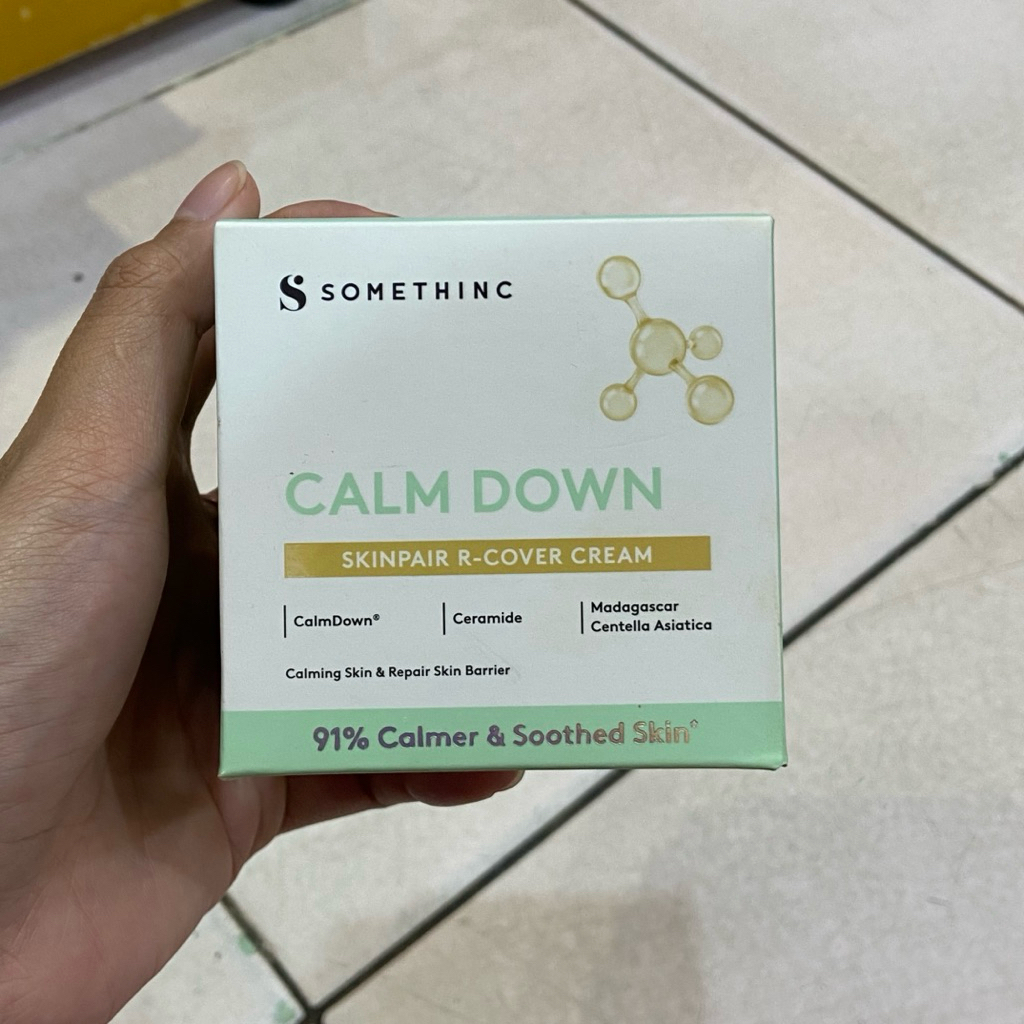 SOMETHINC
CALM DOWN
SKINPAIR R-COVER CREAM
CalmDown®
Ceramide
Madagascar
Centella Asiatica
Calming Skin & Repair Skin Barrier
91% Calmer & Soothed Skin*